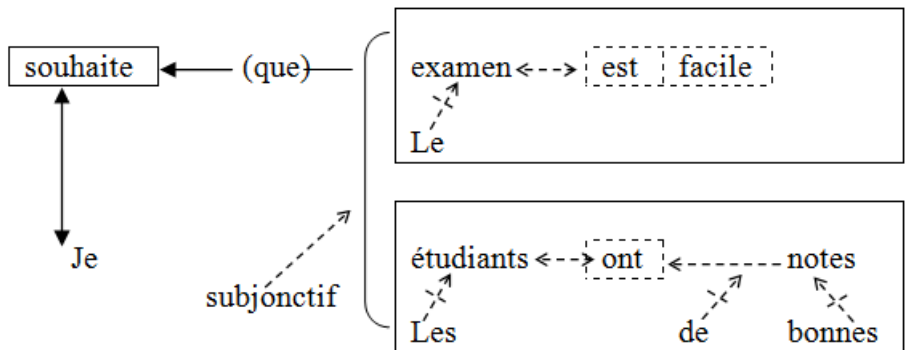 souhaite (que) examen est facile
Le
Je étudiants ont notes
subjonctif
Les de bonnes